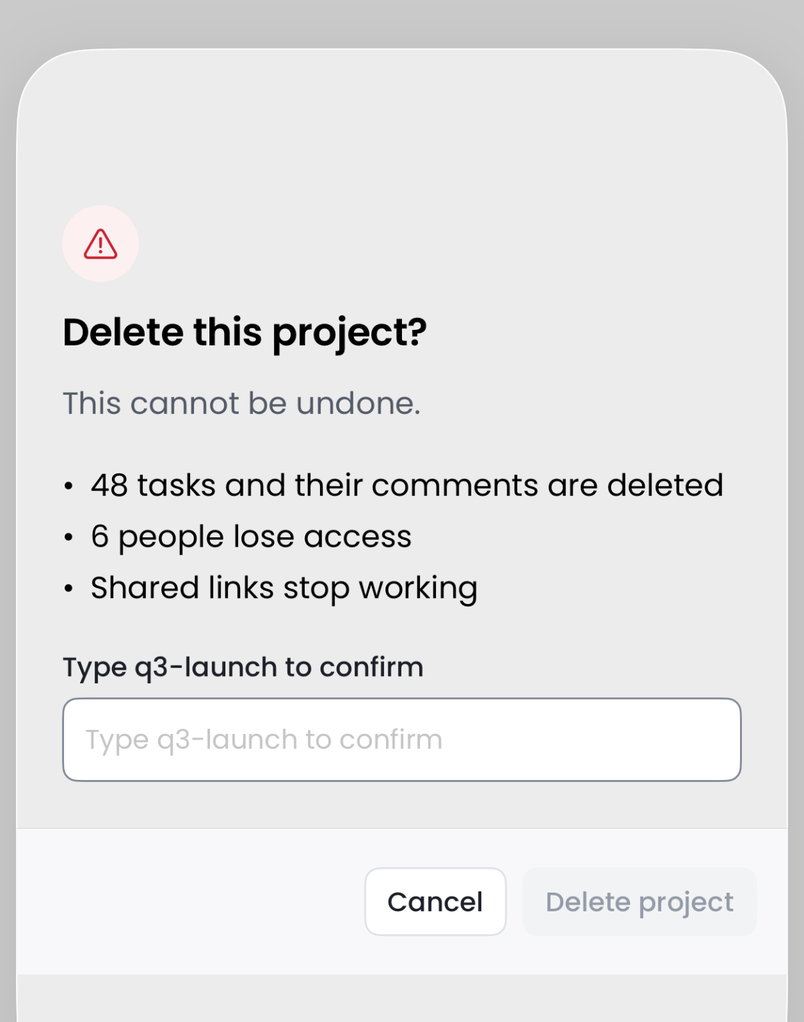 Delete this project?
This cannot be undone.
• 48 tasks and their comments are deleted
• 6 people lose access
• Shared links stop working
Type q3-launch to confirm
Type q3-launch to confirm
Cancel
Delete project